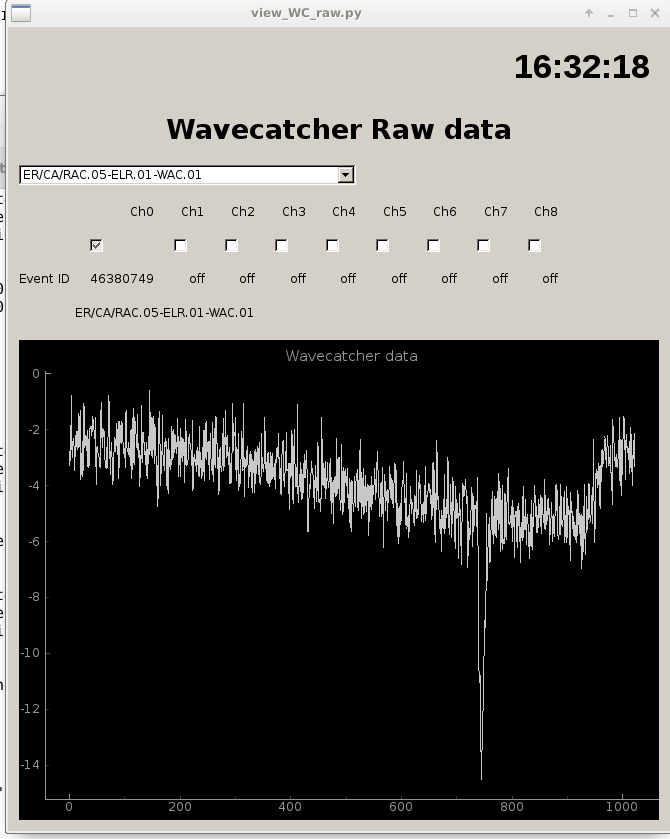 view_WC_raw.py
16:32:18
Wavecatcher Raw data
ER/CA/RAC.05-ELR.01-WAC.01
Ch0 Ch1 Ch2 Ch3 Ch4 Ch5 Ch6 Ch7 Ch8
Event ID 46380749 off off off off off off off off
ER/CA/RAC.05-ELR.01-WAC.01
Wavecatcher data
0
-2
-4
-6
-8
-10
-12
-14
0 200 400 600 800 1000